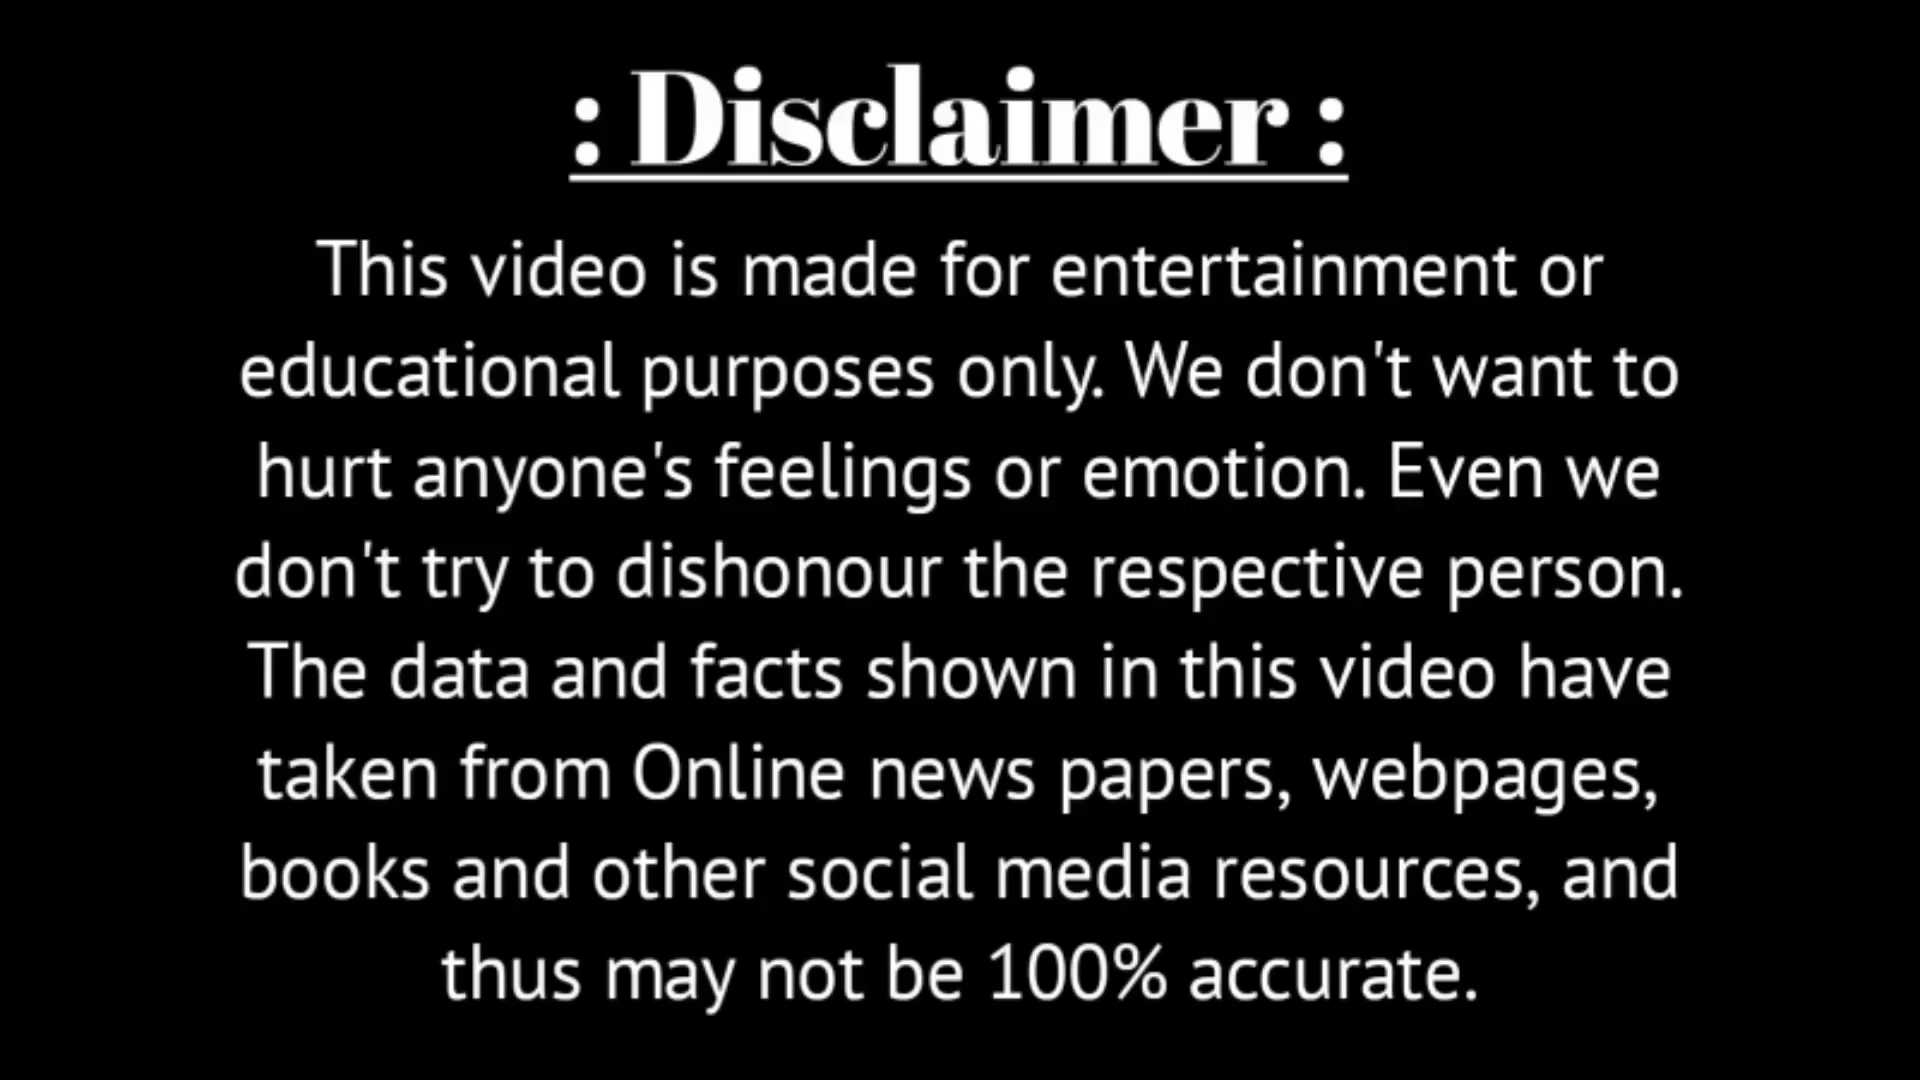 : Disclaimer :
This video is made for entertainment or
educational purposes only. We don't want to
hurt anyone's feelings or emotion. Even we
don't try to dishonour the respective person.
The data and facts shown in this video have
taken from Online news papers, webpages,
books and other social media resources, and
thus may not be 100% accurate.